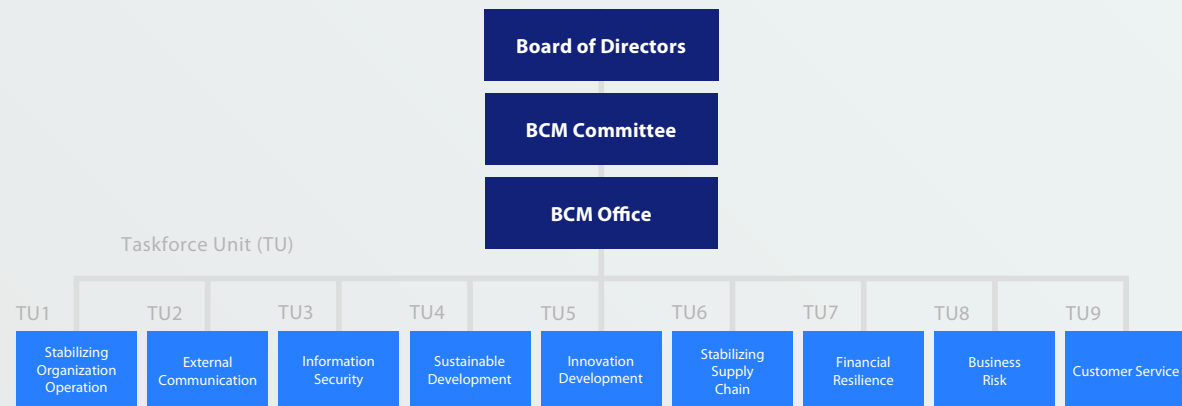 Board of Directors
BCM Committee
BCM Office
Taskforce Unit (TU)
TU1
TU2
TU3
TU4
TU5
TU6
TU7
TU8
TU9
Stabilizing
Organization
Operation
External
Communication
Information
Security
Sustainable
Development
Innovation
Development
Stabilizing
Supply
Chain
Financial
Resilience
Business
Risk
Customer Service